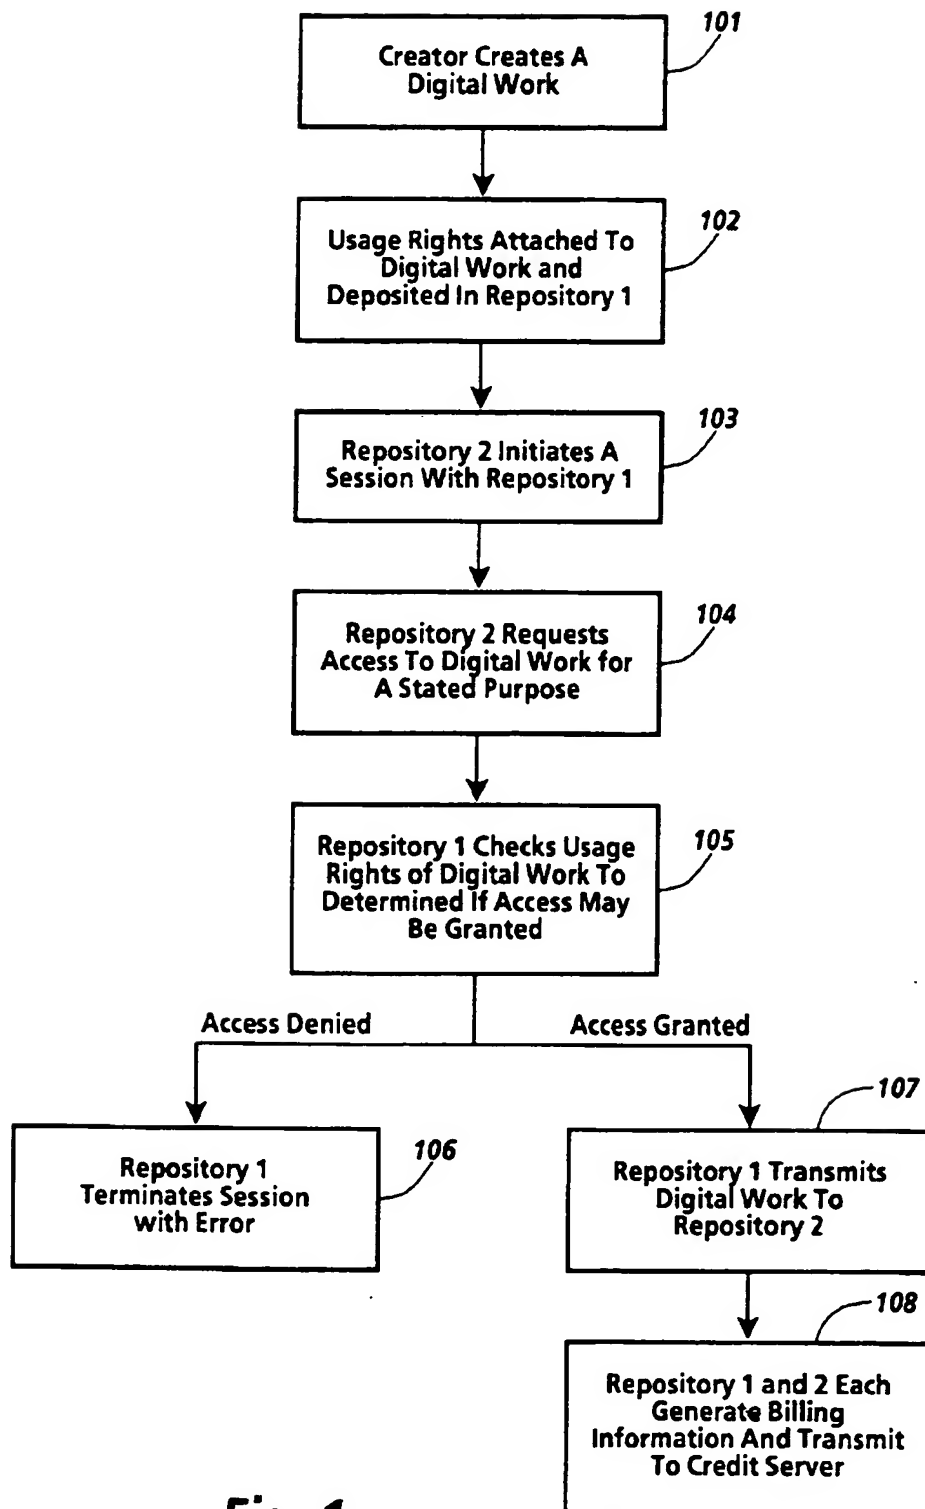 101
Creator Creates A
Digital Work
102
Usage Rights Attached To
Digital Work and
Deposited In Repository 1
103
Repository 2 Initiates A
Session With Repository 1
104
Repository 2 Requests
Access To Digital Work for
A Stated Purpose
105
Repository 1 Checks Usage
Rights of Digital Work To
Determined If Access May
Be Granted
Access Denied
Access Granted
106
Repository 1
Terminates Session
with Error
107
Repository 1 Transmits
Digital Work To
Repository 2
108
Repository 1 and 2 Each
Generate Billing
Information And Transmit
To Credit Server
Fig. 1